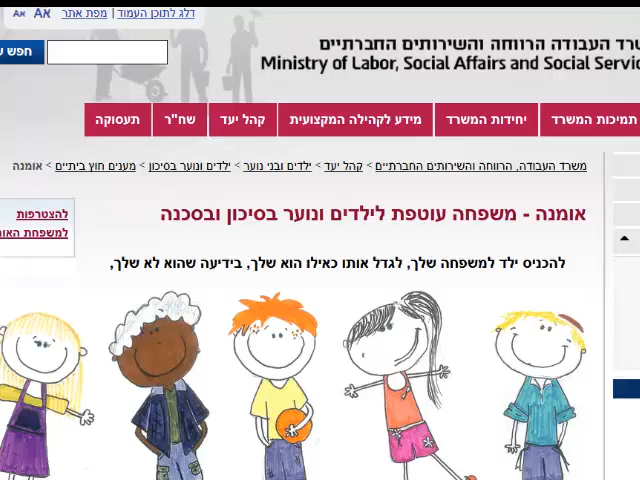 דלג לתוכן העמוד | מפת אתר Aא Aא
משרד העבודה הרווחה והשירותים החברתיים
Ministry of Labor, Social Affairs and Social
חפש
תמיכות המשרד יחידות המשרד מידע לקהילה המקצועית קהל יעד שח"ר תעסוקה
משרד העבודה, הרווחה והשירותים החברתיים > קהל יעד > ילדים ובני נוער > ילדים ונוער בסיכון > מענים חוץ ביתיים > אומנה
אומנה - משפחה עוטפת לילדים ונוער בסיכון ובסכנה
להצטרפות
למשפחת
להכניס ילד למשפחה שלך, לגדל אותו כאילו הוא שלך, בידיעה שהוא לא שלך,